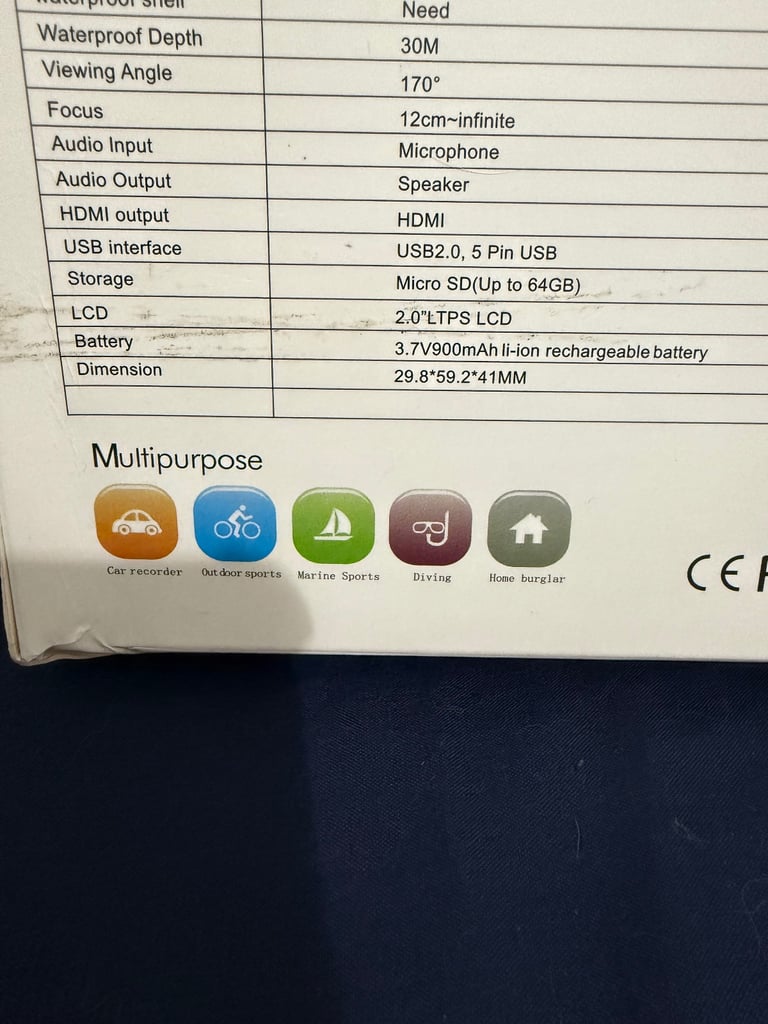 waterproof shell Need
Waterproof Depth 30M
Viewing Angle 170°
Focus 12cm~infinite
Audio Input Microphone
Audio Output Speaker
HDMI output HDMI
USB interface USB2.0, 5 Pin USB
Storage Micro SD(Up to 64GB)
LCD 2.0”LTPS LCD
Battery 3.7V900mAh li-ion rechargeable battery
Dimension 29.8*59.2*41MM
Multipurpose
Car recorder Outdoor sports Marine Sports Diving Home burglar
CE